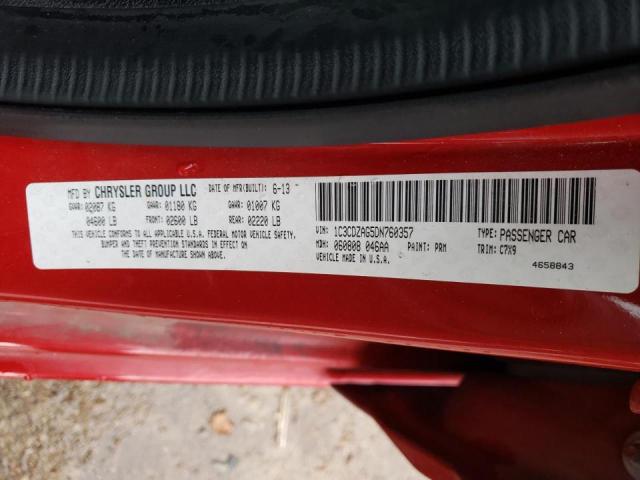 MFD BY CHRYSLER GROUP LLC DATE OF MFR(BUILT): 6-13
GVWR: 02087 KG GAWR: 01180 KG GAWR: 01007 KG
04600 LB FRONT: 02600 LB REAR: 02220 LB
THIS VEHICLE CONFORMS TO ALL U.S.A. FEDERAL MOTOR VEHICLE SAFETY,
BUMPER AND THEFT PREVENTION STANDARDS IN EFFECT ON
THE DATE OF MANUFACTURE SHOWN ABOVE.
VIN: 1C3CDZAG5DN760357 TYPE: PASSENGER CAR
MDH: 060808 046AA PAINT: PRM TRIM: C7X9
VEHICLE MADE IN U.S.A. 4658843